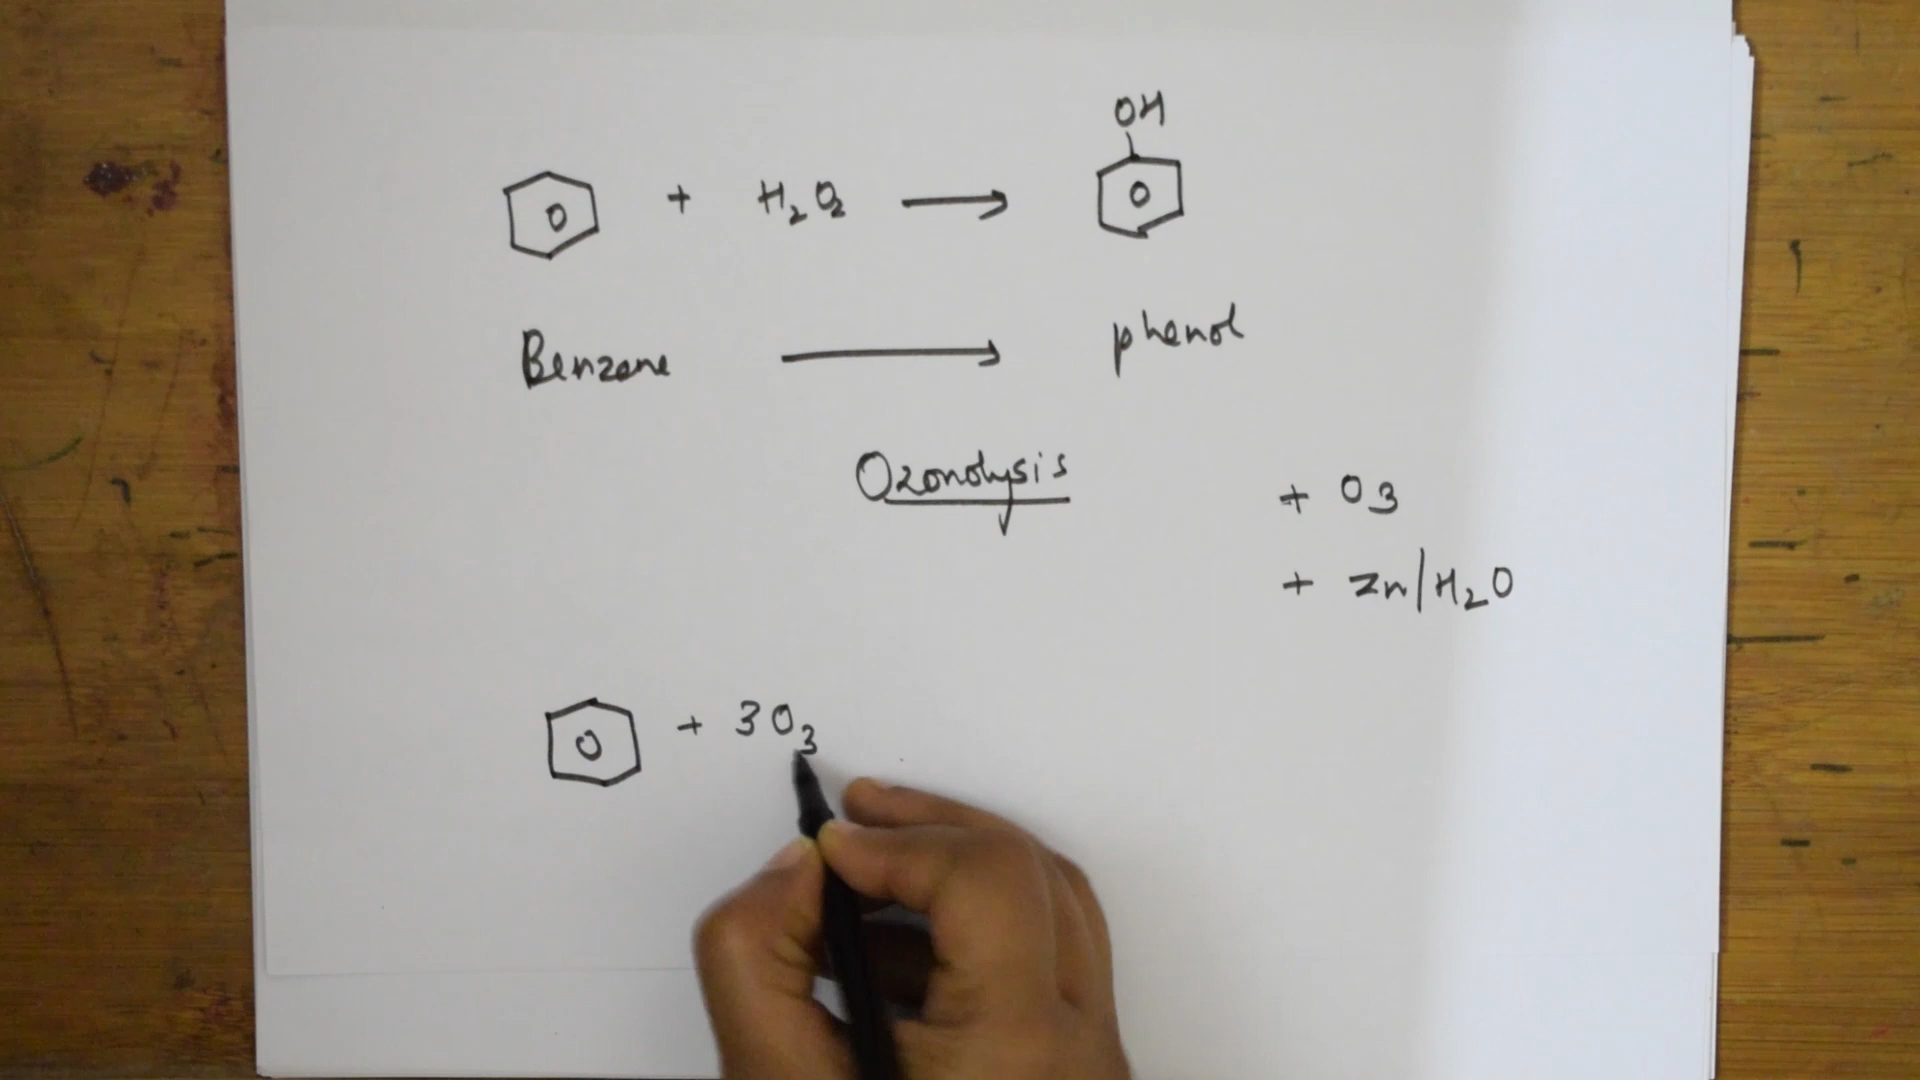 OH
+ H2O2 →
Benzene → phenol
Ozonolysis
+ O3
+ Zn/H2O
+ 3O3